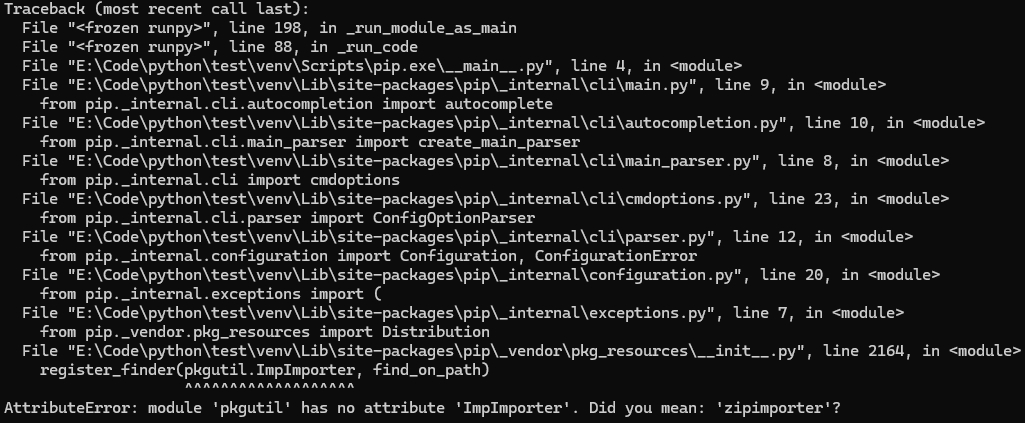 Traceback (most recent call last):
  File "<frozen runpy>", line 198, in _run_module_as_main
  File "<frozen runpy>", line 88, in _run_code
  File "E:\Code\python\test\venv\Scripts\pip.exe\__main__.py", line 4, in <module>
  File "E:\Code\python\test\venv\Lib\site-packages\pip\_internal\cli\main.py", line 9, in <module>
    from pip._internal.cli.autocompletion import autocomplete
  File "E:\Code\python\test\venv\Lib\site-packages\pip\_internal\cli\autocompletion.py", line 10, in <module>
    from pip._internal.cli.main_parser import create_main_parser
  File "E:\Code\python\test\venv\Lib\site-packages\pip\_internal\cli\main_parser.py", line 8, in <module>
    from pip._internal.cli import cmdoptions
  File "E:\Code\python\test\venv\Lib\site-packages\pip\_internal\cli\cmdoptions.py", line 23, in <module>
    from pip._internal.cli.parser import ConfigOptionParser
  File "E:\Code\python\test\venv\Lib\site-packages\pip\_internal\cli\parser.py", line 12, in <module>
    from pip._internal.configuration import Configuration, ConfigurationError
  File "E:\Code\python\test\venv\Lib\site-packages\pip\_internal\configuration.py", line 20, in <module>
    from pip._internal.exceptions import (
  File "E:\Code\python\test\venv\Lib\site-packages\pip\_internal\exceptions.py", line 7, in <module>
    from pip._vendor.pkg_resources import Distribution
  File "E:\Code\python\test\venv\Lib\site-packages\pip\_vendor\pkg_resources\__init__.py", line 2164, in <module>
    register_finder(pkgutil.ImpImporter, find_on_path)
                    ^^^^^^^^^^^^^^^^^^^
AttributeError: module 'pkgutil' has no attribute 'ImpImporter'. Did you mean: 'zipimporter'?